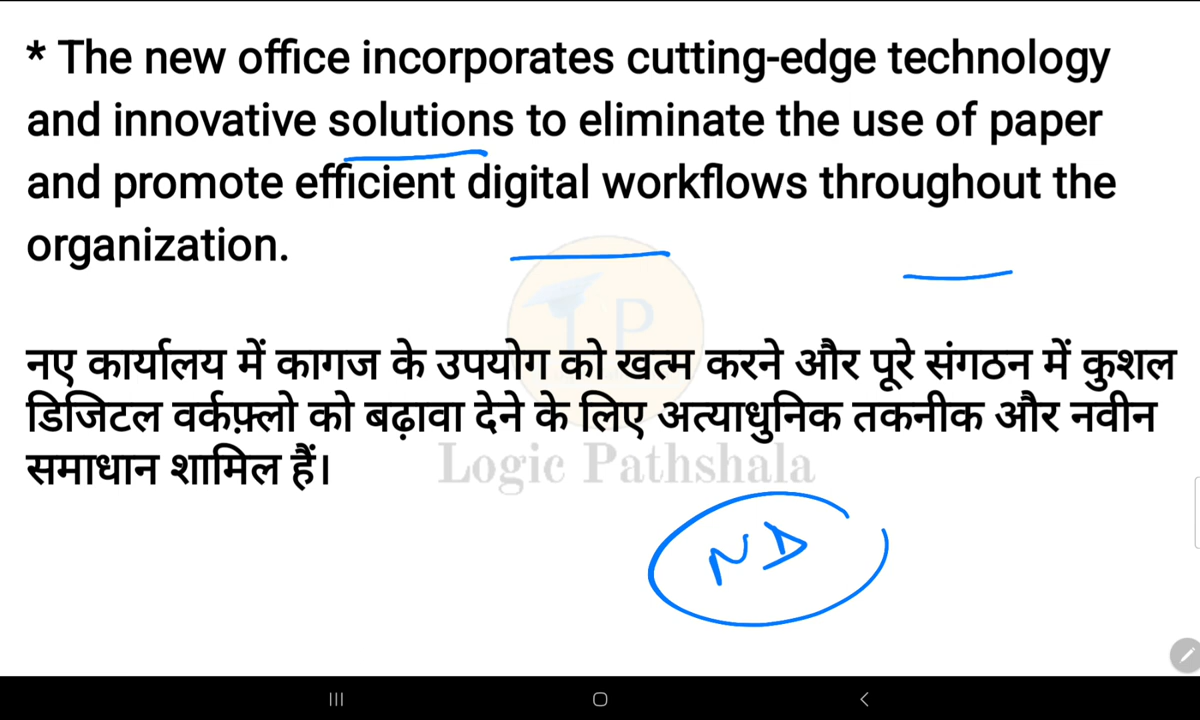 * The new office incorporates cutting-edge technology
and innovative solutions to eliminate the use of paper
and promote efficient digital workflows throughout the
organization.
नए कार्यालय में कागज के उपयोग को खत्म करने और पूरे संगठन में कुशल
डिजिटल वर्कफ़्लो को बढ़ावा देने के लिए अत्याधुनिक तकनीक और नवीन
समाधान शामिल हैं।
P
Logic Pathshala
ND